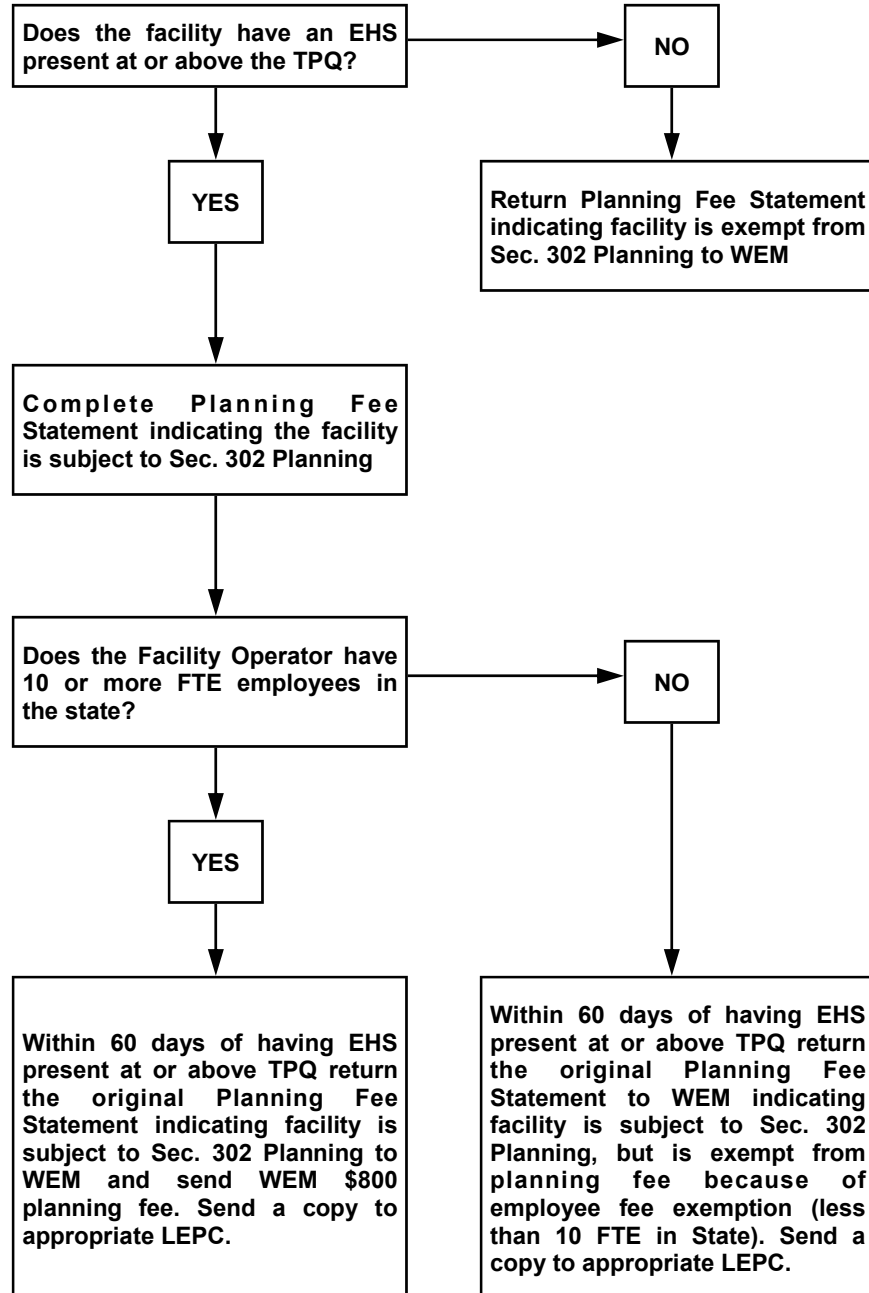 Does the facility have an EHS
present at or above the TPQ?
NO
YES
Return Planning Fee Statement
indicating facility is exempt from
Sec. 302 Planning to WEM
Complete Planning Fee
Statement indicating the facility
is subject to Sec. 302 Planning
Does the Facility Operator have
10 or more FTE employees in
the state?
NO
YES
Within 60 days of having EHS
present at or above TPQ return
the original Planning Fee
Statement indicating facility is
subject to Sec. 302 Planning to
WEM and send WEM $800
planning fee. Send a copy to
appropriate LEPC.
Within 60 days of having EHS
present at or above TPQ return
the original Planning Fee
Statement to WEM indicating
facility is subject to Sec. 302
Planning, but is exempt from
planning fee because of
employee fee exemption (less
than 10 FTE in State). Send a
copy to appropriate LEPC.